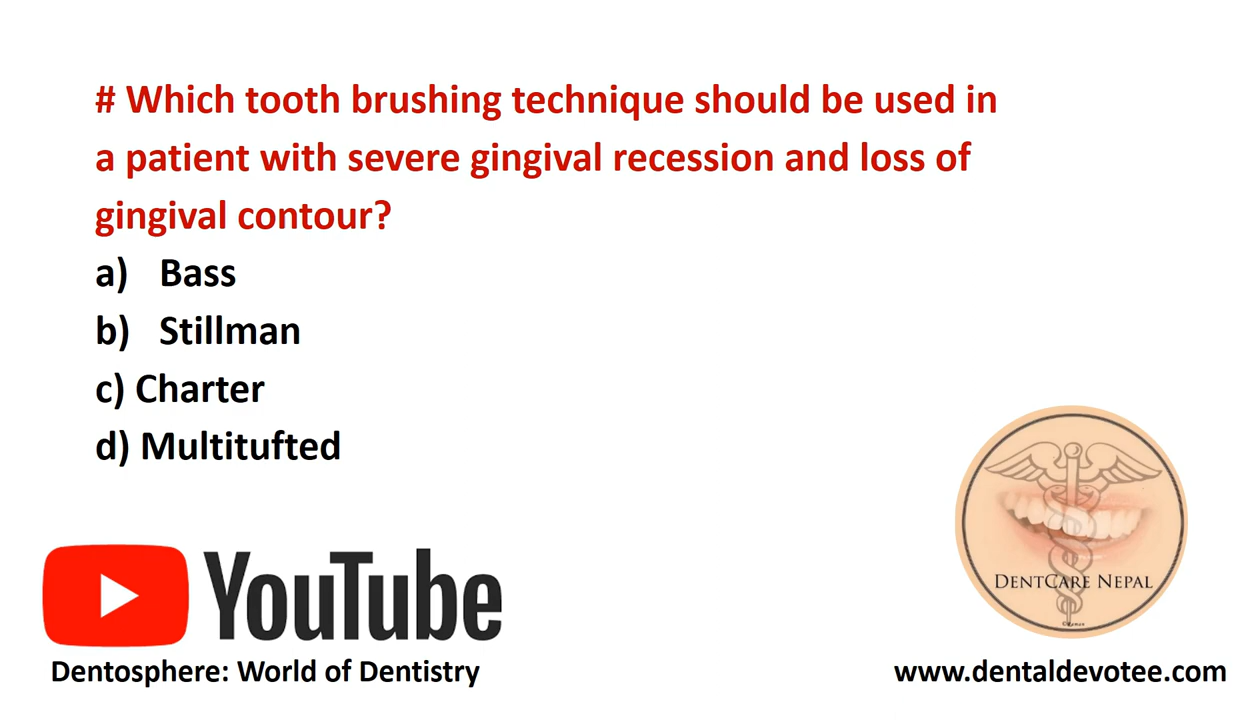 # Which tooth brushing technique should be used in
a patient with severe gingival recession and loss of
gingival contour?
a) Bass
b) Stillman
c) Charter
d) Multitufted
YouTube
Dentosphere: World of Dentistry
DENTCARE NEPAL
www.dentaldevotee.com